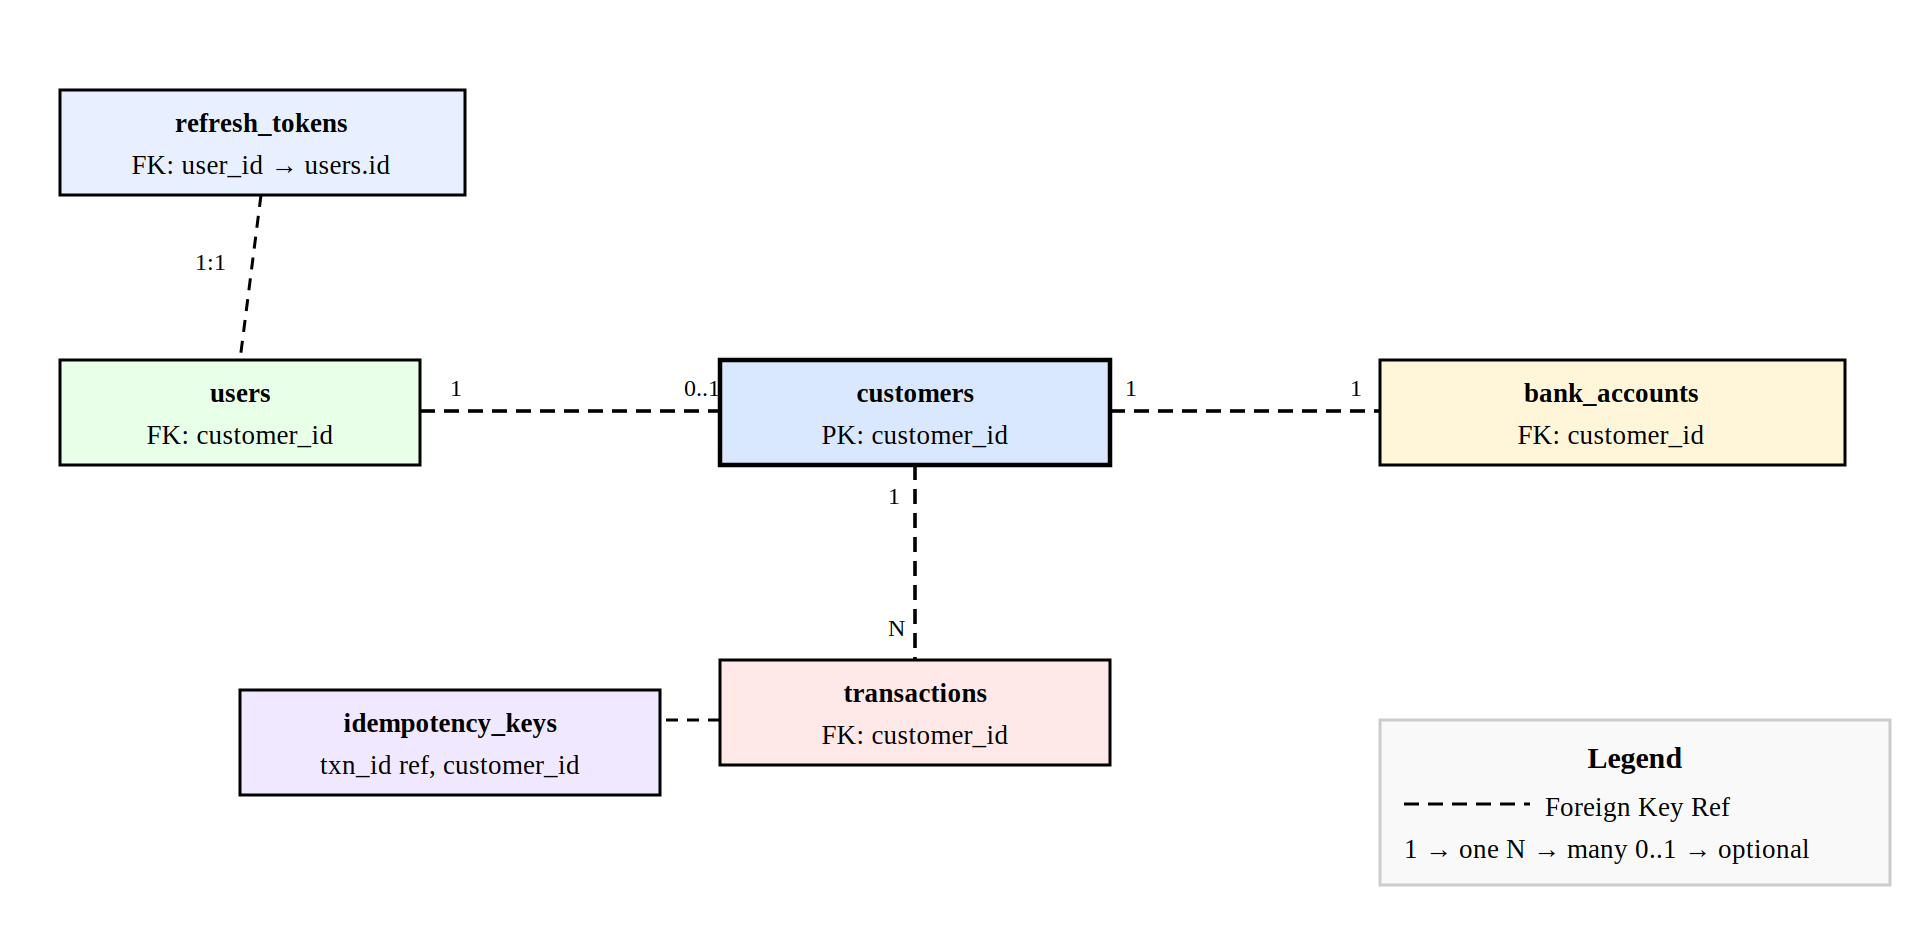 refresh_tokens
FK: user_id → users.id
1:1
users
FK: customer_id
1
0..1
customers
PK: customer_id
1
1
bank_accounts
FK: customer_id
1
N
transactions
FK: customer_id
idempotency_keys
txn_id ref, customer_id
Legend
Foreign Key Ref
1 → one N → many 0..1 → optional